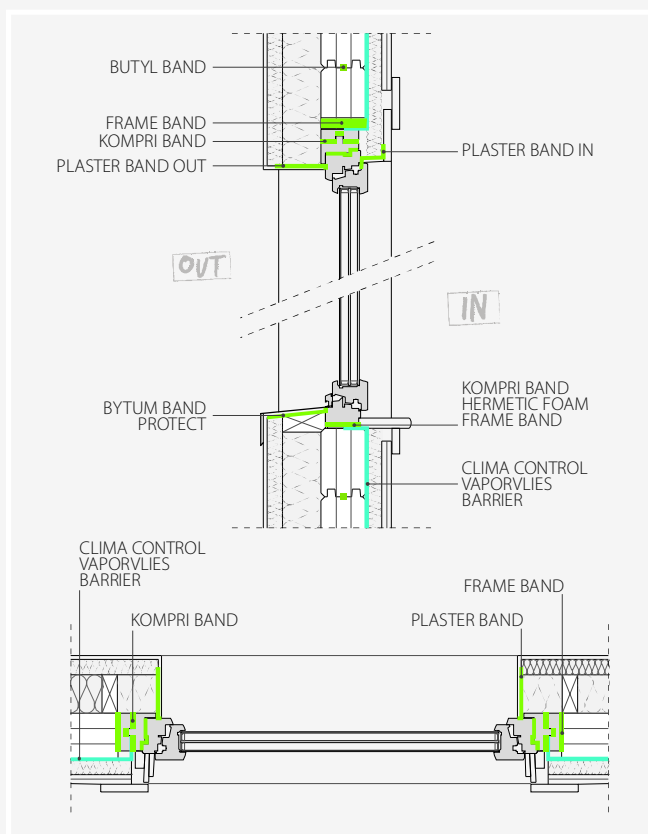 BUTYL BAND
FRAME BAND
KOMPRI BAND
PLASTER BAND OUT
PLASTER BAND IN
OUT
IN
BYTUM BAND
PROTECT
KOMPRI BAND
HERMETIC FOAM
FRAME BAND
CLIMA CONTROL
VAPORVLIES
BARRIER
CLIMA CONTROL
VAPORVLIES
BARRIER
KOMPRI BAND
FRAME BAND
PLASTER BAND